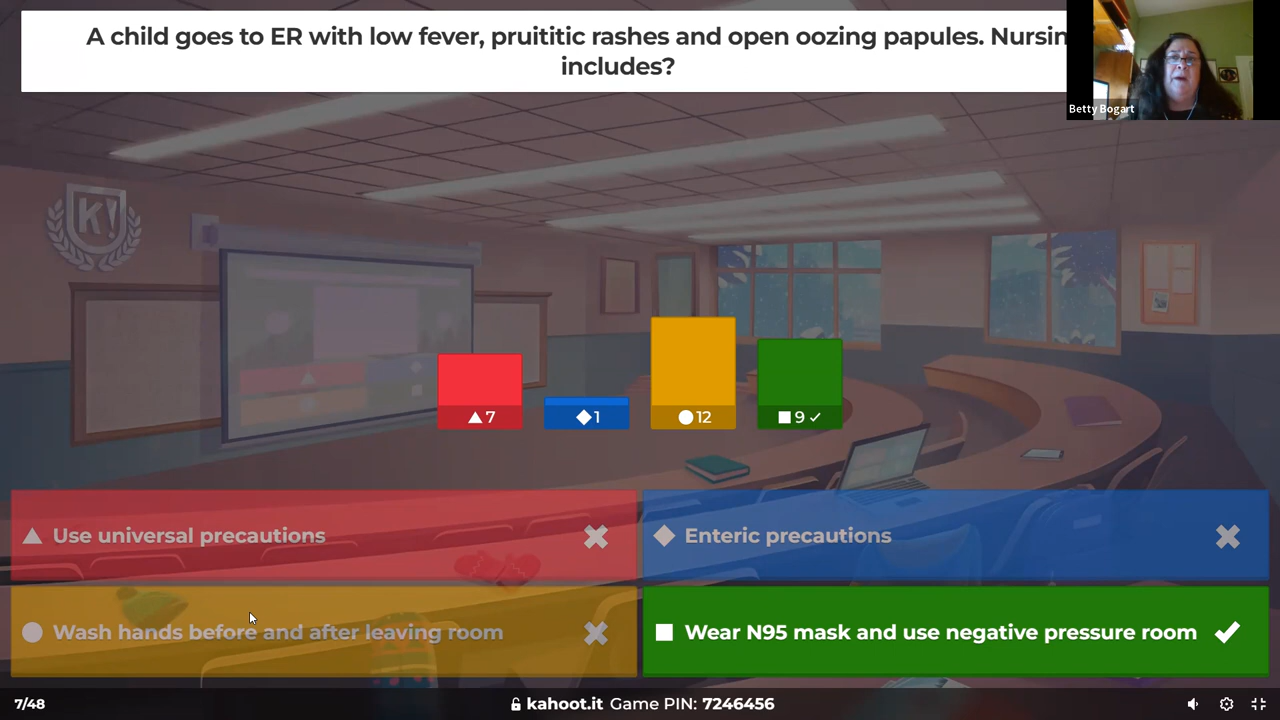 A child goes to ER with low fever, pruititic rashes and open oozing papules. Nursin
includes?
Betty Bogart
K!
7
1
12
9
Use universal precautions
Enteric precautions
Wash hands before and after leaving room
Wear N95 mask and use negative pressure room
7/48
kahoot.it Game PIN: 7246456